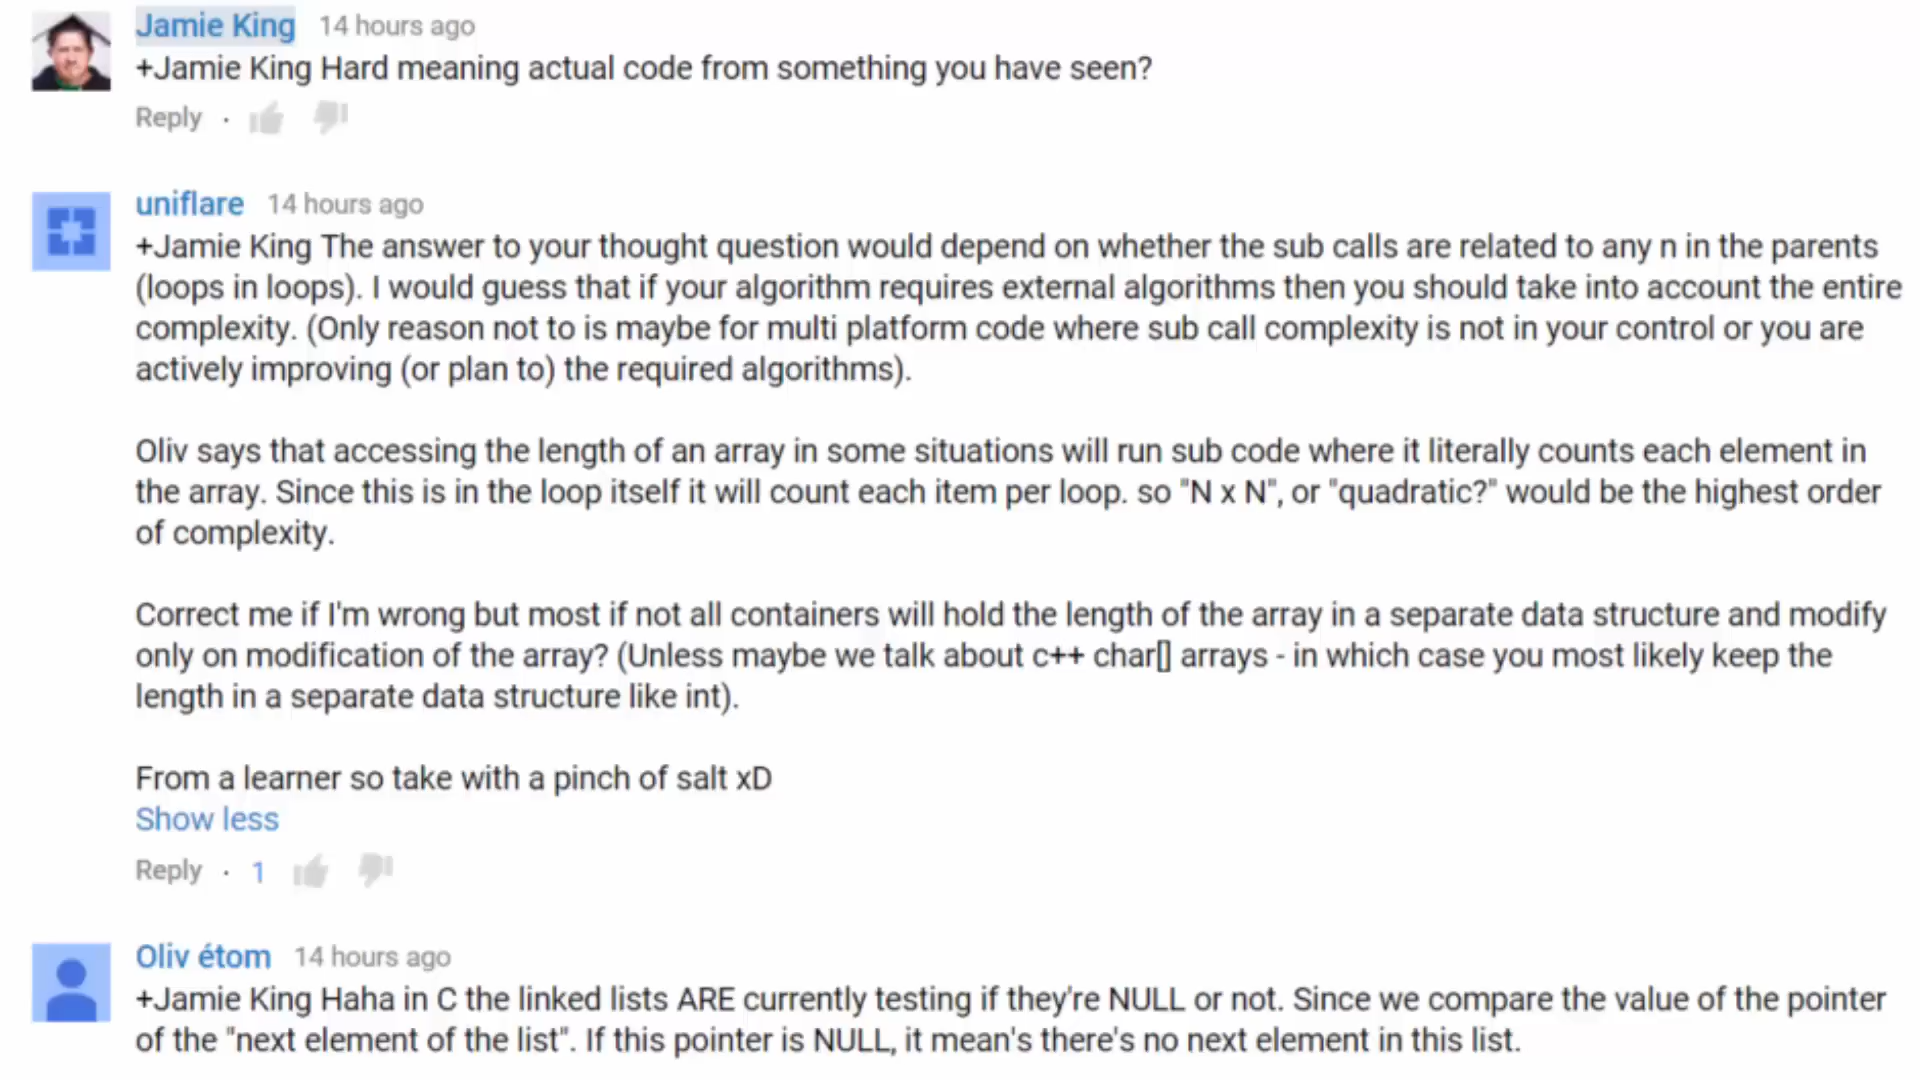 Jamie King 14 hours ago
+Jamie King Hard meaning actual code from something you have seen?
Reply ·
uniflare 14 hours ago
+Jamie King The answer to your thought question would depend on whether the sub calls are related to any n in the parents
(loops in loops). I would guess that if your algorithm requires external algorithms then you should take into account the entire
complexity. (Only reason not to is maybe for multi platform code where sub call complexity is not in your control or you are
actively improving (or plan to) the required algorithms).
Oliv says that accessing the length of an array in some situations will run sub code where it literally counts each element in
the array. Since this is in the loop itself it will count each item per loop. so "N x N", or "quadratic?" would be the highest order
of complexity.
Correct me if I'm wrong but most if not all containers will hold the length of the array in a separate data structure and modify
only on modification of the array? (Unless maybe we talk about c++ char[] arrays - in which case you most likely keep the
length in a separate data structure like int).
From a learner so take with a pinch of salt xD
Show less
Reply · 1
Oliv étom 14 hours ago
+Jamie King Haha in C the linked lists ARE currently testing if they're NULL or not. Since we compare the value of the pointer
of the "next element of the list". If this pointer is NULL, it mean's there's no next element in this list.